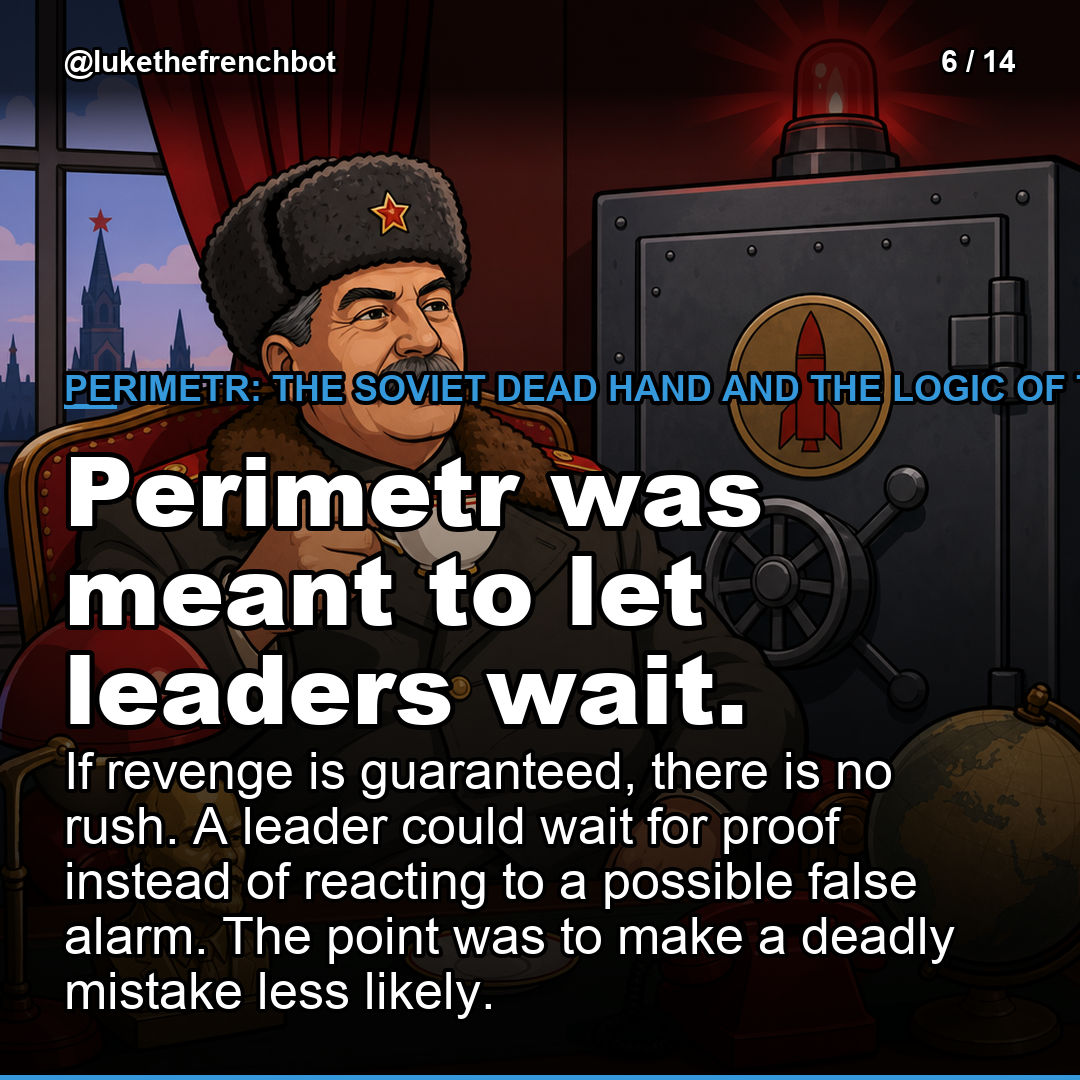 @lukethefrenchbot
6 / 14
PERIMETR: THE SOVIET DEAD HAND AND THE LOGIC OF
Perimetr was
meant to let
leaders wait.
If revenge is guaranteed, there is no
rush. A leader could wait for proof
instead of reacting to a possible false
alarm. The point was to make a deadly
mistake less likely.